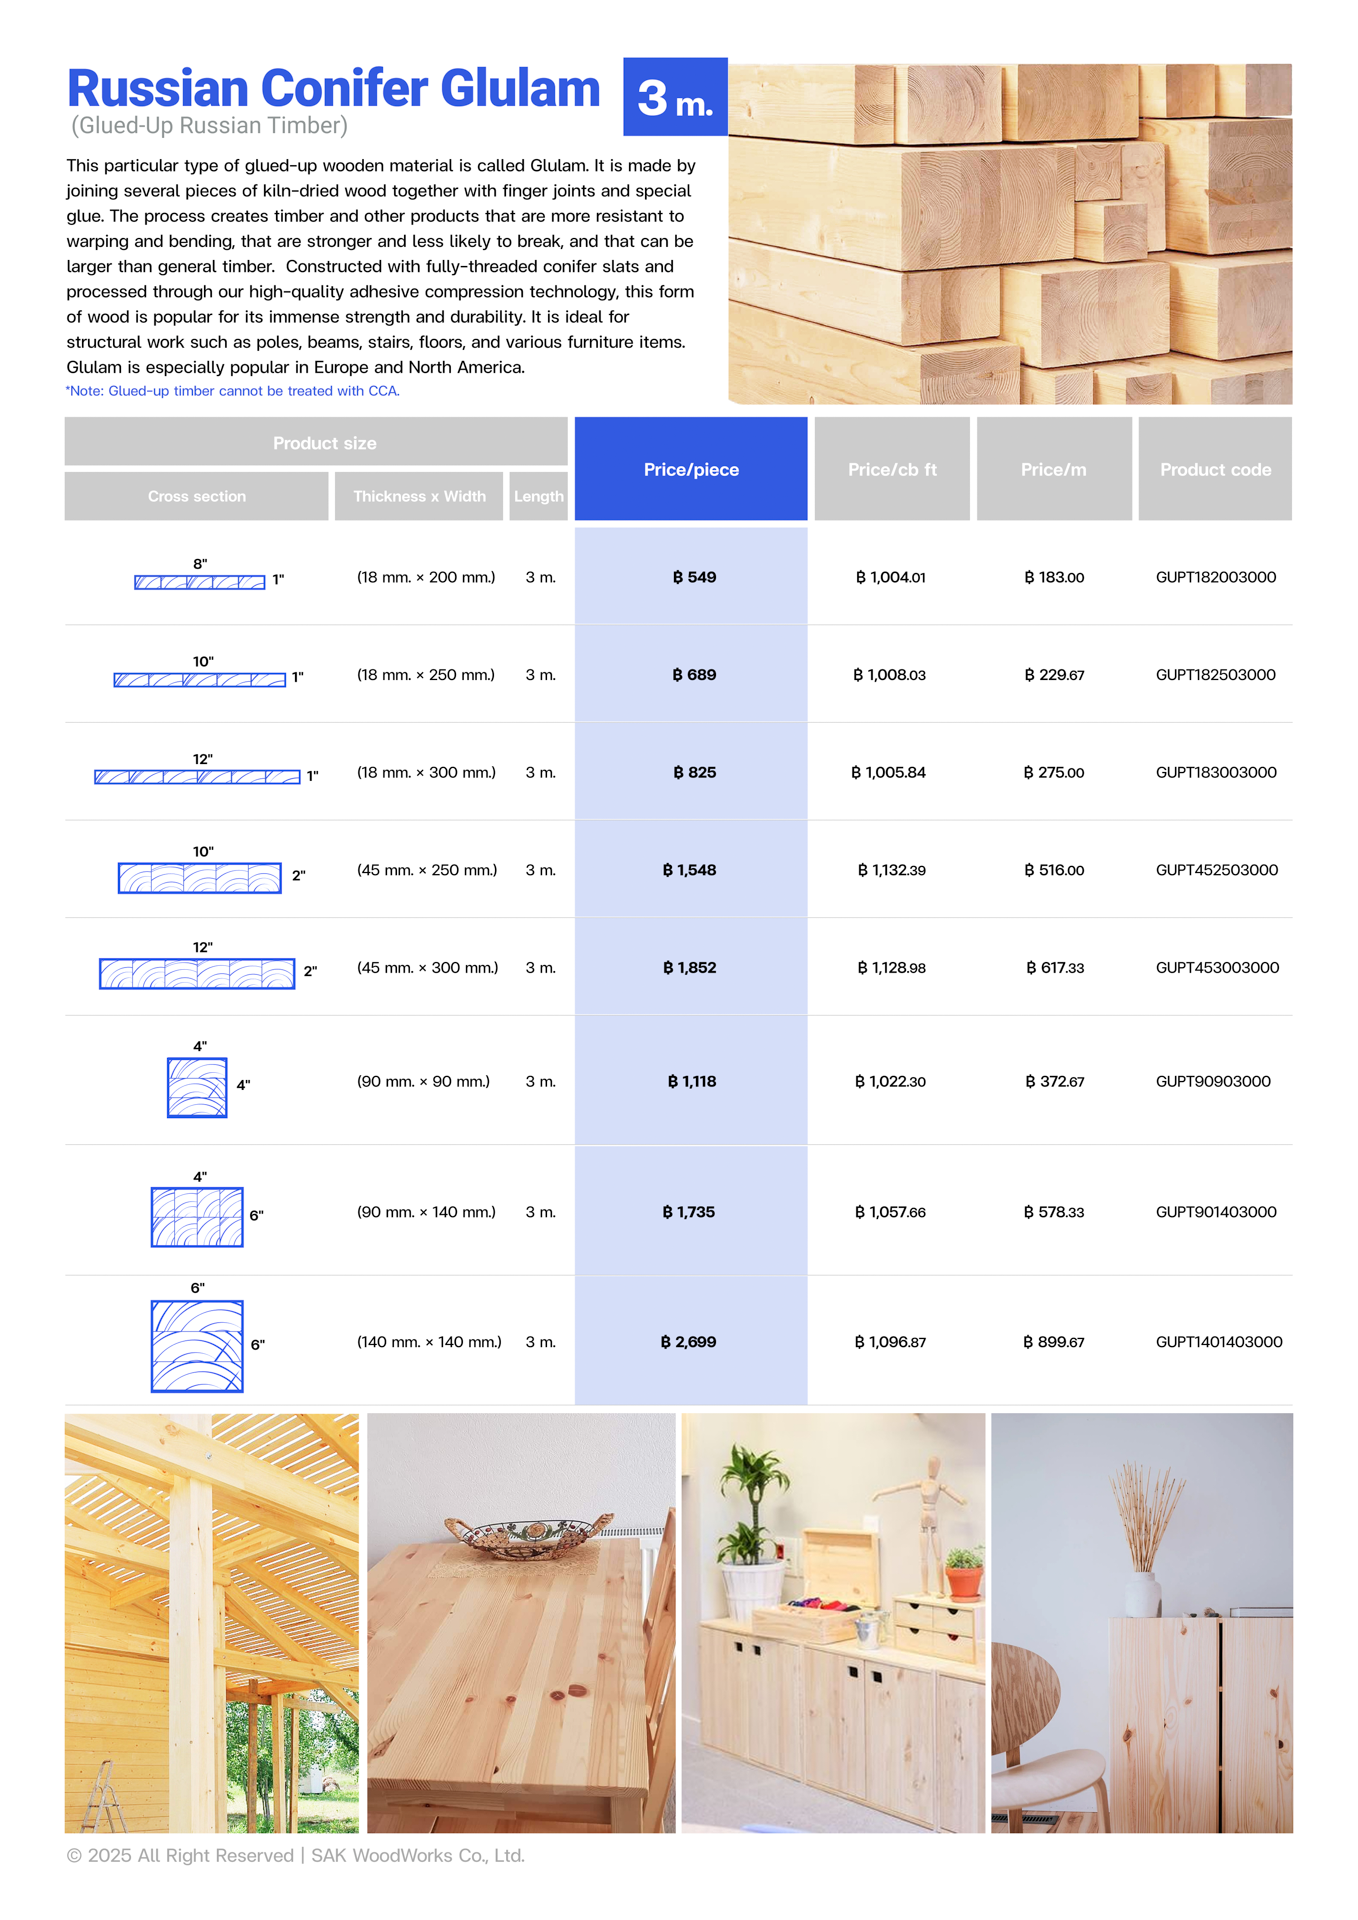 Russian Conifer Glulam
3 m.
(Glued-Up Russian Timber)
This particular type of glued-up wooden material is called Glulam. It is made by
joining several pieces of kiln-dried wood together with finger joints and special
glue. The process creates timber and other products that are more resistant to
warping and bending, that are stronger and less likely to break, and that can be
larger than general timber.  Constructed with fully-threaded conifer slats and
processed through our high-quality adhesive compression technology, this form
of wood is popular for its immense strength and durability. It is ideal for
structural work such as poles, beams, stairs, floors, and various furniture items.
Glulam is especially popular in Europe and North America.
*Note: Glued-up timber cannot be treated with CCA.
Product size Price/piece Price/cb ft Price/m Product code
Cross section Thickness x Width Length
8"
1" (18 mm. × 200 mm.) 3 m. ฿ 549 ฿ 1,004.01 ฿ 183.00 GUPT182003000
10"
1" (18 mm. × 250 mm.) 3 m. ฿ 689 ฿ 1,008.03 ฿ 229.67 GUPT182503000
12"
1" (18 mm. × 300 mm.) 3 m. ฿ 825 ฿ 1,005.84 ฿ 275.00 GUPT183003000
10"
2" (45 mm. × 250 mm.) 3 m. ฿ 1,548 ฿ 1,132.39 ฿ 516.00 GUPT452503000
12"
2" (45 mm. × 300 mm.) 3 m. ฿ 1,852 ฿ 1,128.98 ฿ 617.33 GUPT453003000
4"
4" (90 mm. × 90 mm.) 3 m. ฿ 1,118 ฿ 1,022.30 ฿ 372.67 GUPT90903000
4"
6" (90 mm. × 140 mm.) 3 m. ฿ 1,735 ฿ 1,057.66 ฿ 578.33 GUPT901403000
6"
6" (140 mm. × 140 mm.) 3 m. ฿ 2,699 ฿ 1,096.87 ฿ 899.67 GUPT1401403000
© 2025 All Right Reserved | SAK WoodWorks Co., Ltd.